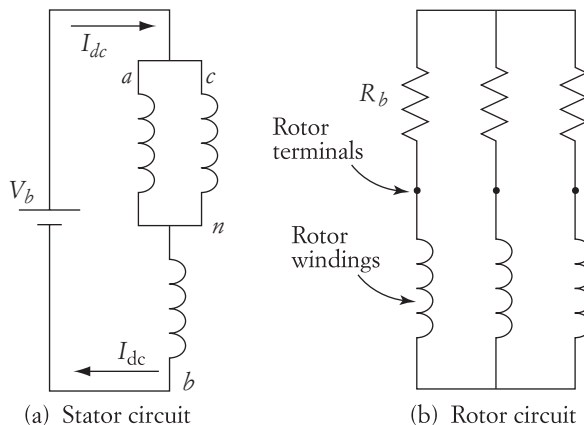 I_dc
a
c
V_b
n
I_dc
b
(a) Stator circuit
R_b
Rotor
terminals
Rotor
windings
(b) Rotor circuit